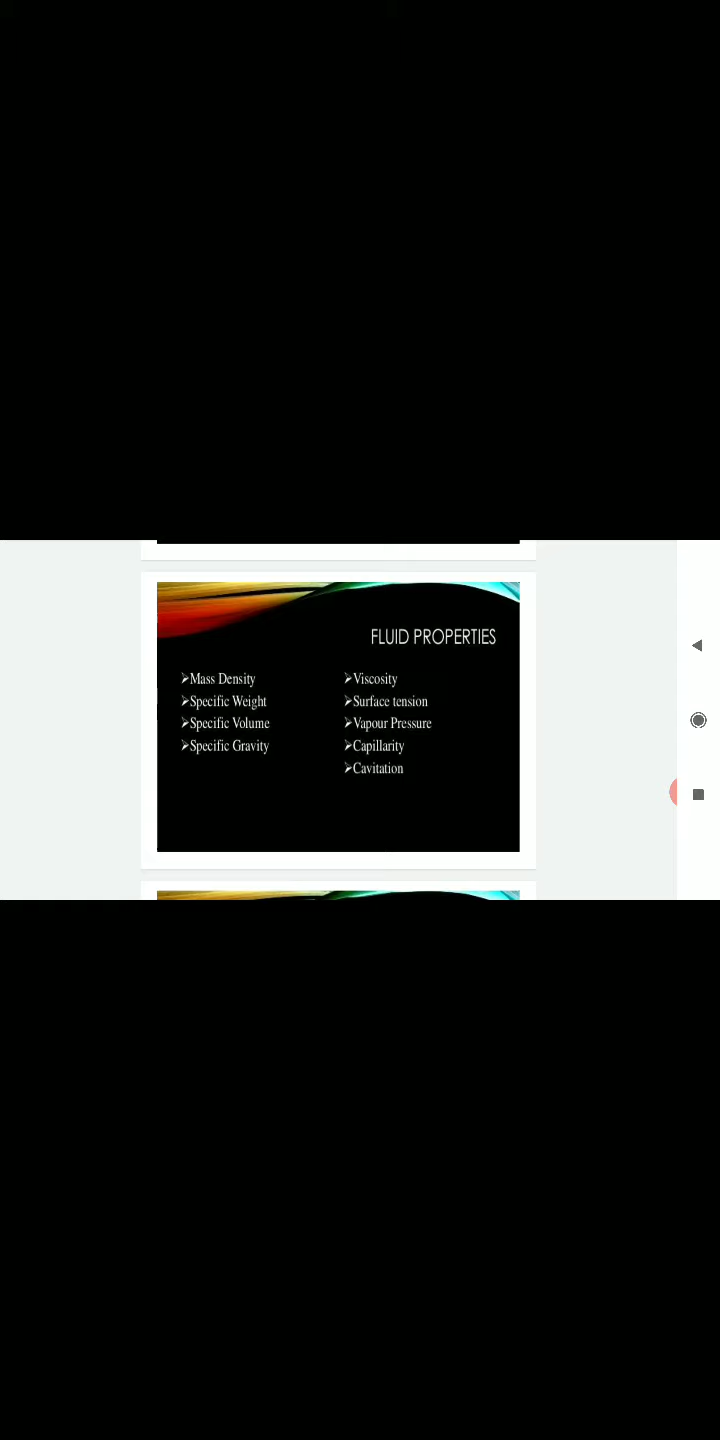 FLUID PROPERTIES
➢Mass Density
➢Specific Weight
➢Specific Volume
➢Specific Gravity
➢Viscosity
➢Surface tension
➢Vapour Pressure
➢Capillarity
➢Cavitation